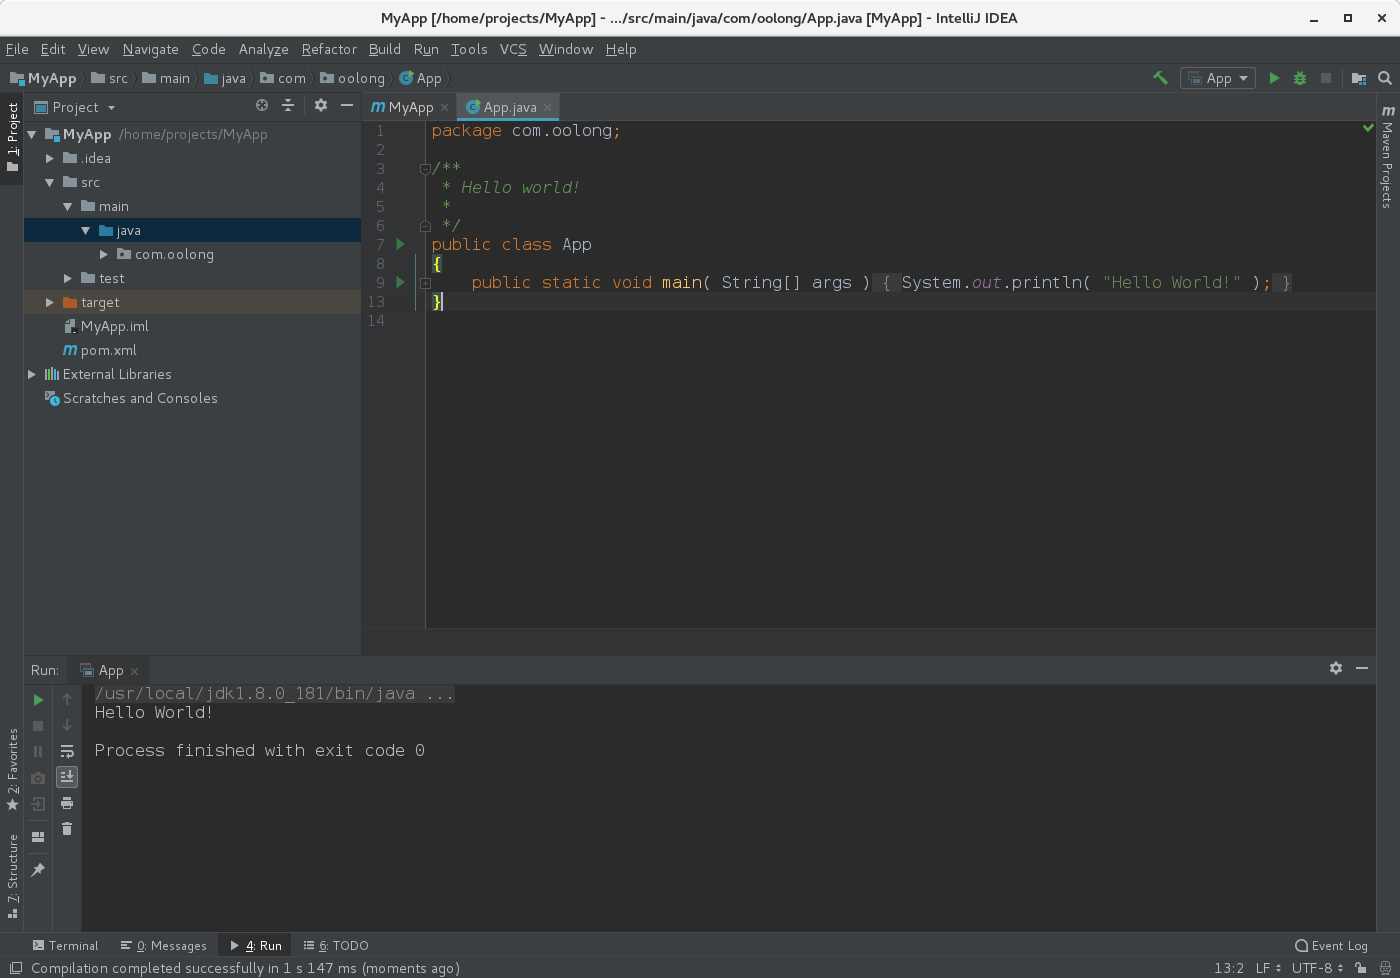 MyApp [/home/projects/MyApp] - .../src/main/java/com/oolong/App.java [MyApp] - IntelliJ IDEA
File Edit View Navigate Code Analyze Refactor Build Run Tools VCS Window Help
MyApp src main java com oolong App
App
1: Project
Project
MyApp /home/projects/MyApp
.idea
src
main
java
com.oolong
test
target
MyApp.iml
m pom.xml
External Libraries
Scratches and Consoles
m MyApp
App.java
1 package com.oolong;
2
3 /**
4 * Hello world!
5 *
6 */
7 public class App
8 {
9 public static void main( String[] args ) { System.out.println( "Hello World!" ); }
13 }
14
m Maven Projects
Run: App
/usr/local/jdk1.8.0_181/bin/java ...
Hello World!
Process finished with exit code 0
2: Favorites
7: Structure
Terminal 0: Messages 4: Run 6: TODO Event Log
Compilation completed successfully in 1 s 147 ms (moments ago) 13:2 LF UTF-8